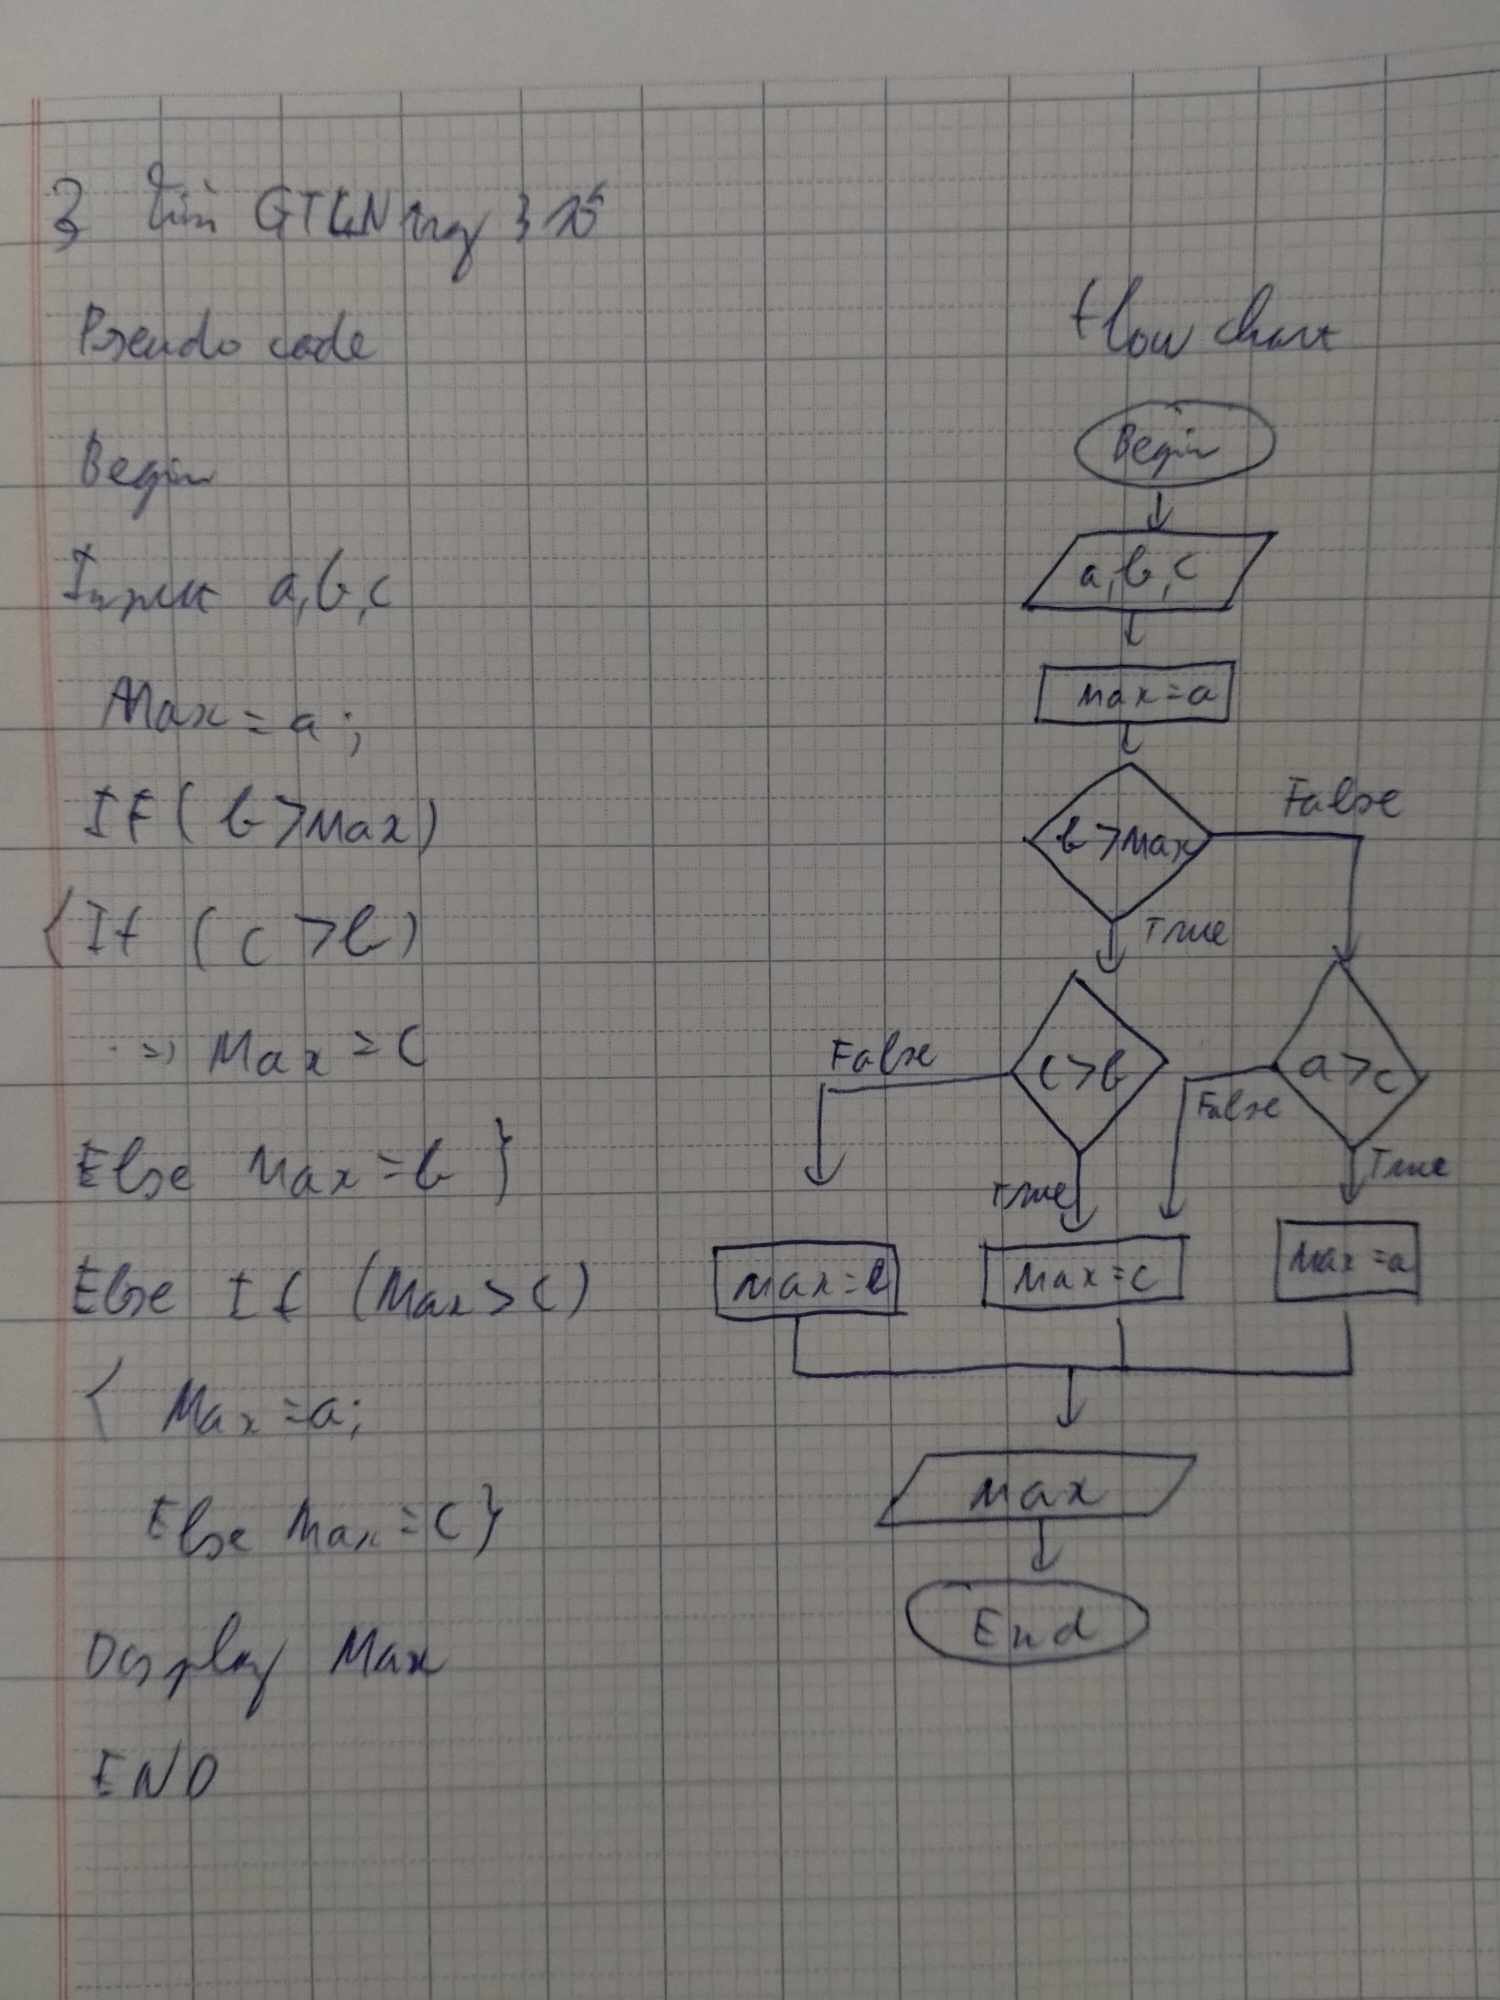 3 Tìm GTLN trog 3 số
Pseudo code
Begin
Input a,b,c
Max = a;
If ( b > Max )
{ If ( c > b )
=> Max = c
Else Max = b }
Else If ( Max > c )
{ Max = a;
Else Max = c }
Display Max
END
flow chart
Begin
a, b, c
Max = a
b > Max
False
True
c > b
False
True
a > c
False
True
Max = b
Max = c
Max = a
Max
End